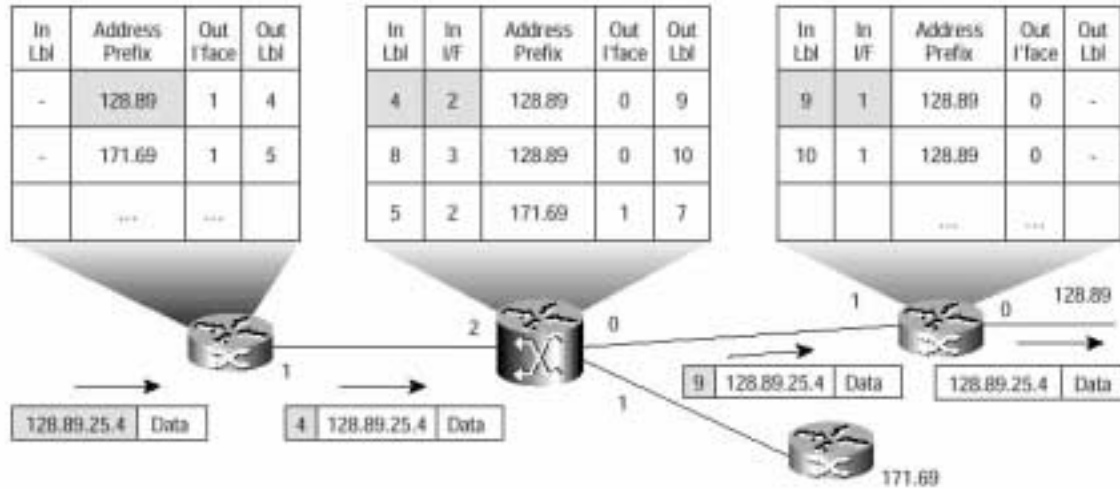 In Lbl Address Prefix Out I'face Out Lbl
- 128.89 1 4
- 171.69 1 5
... ...
In Lbl In I/F Address Prefix Out I'face Out Lbl
4 2 128.89 0 9
8 3 128.89 0 10
5 2 171.69 1 7
In Lbl In I/F Address Prefix Out I'face Out Lbl
9 1 128.89 0 -
10 1 128.89 0 -
... ...
1
2
0
1
1
0
128.89
128.89.25.4 Data
4 128.89.25.4 Data
9 128.89.25.4 Data
128.89.25.4 Data
171.69